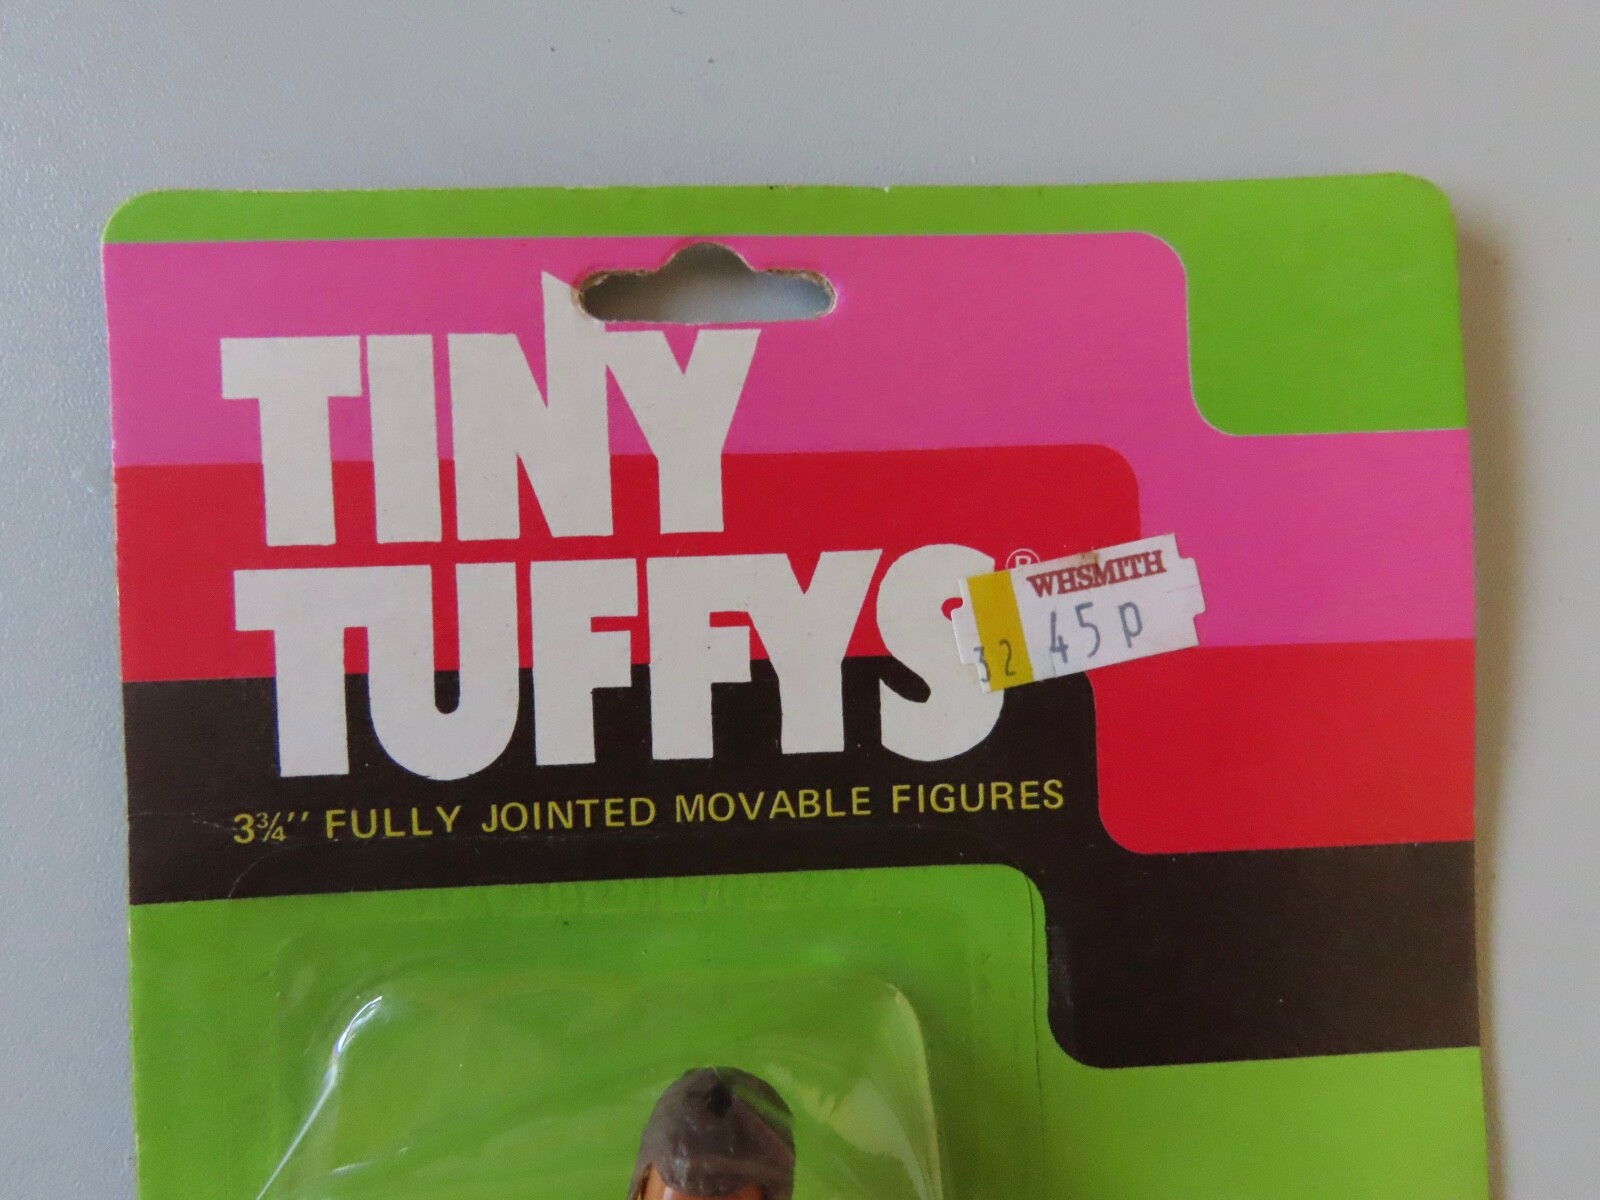 TINY
TUFFYS®
WHSMITH
32 45p
3¾" FULLY JOINTED MOVABLE FIGURES